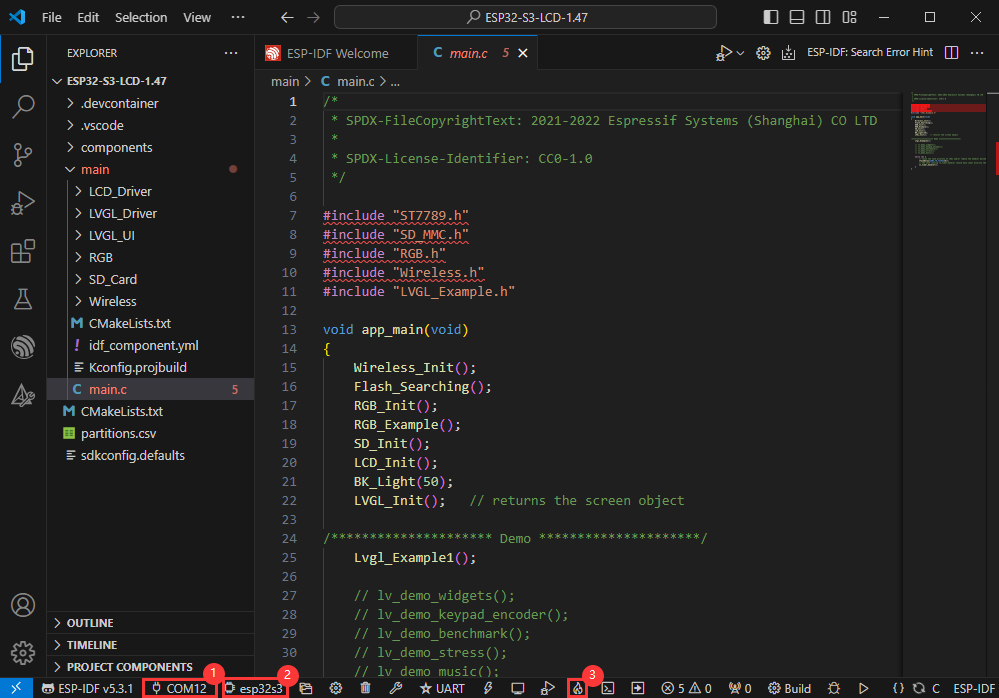 File Edit Selection View ··· ESP32-S3-LCD-1.47
EXPLORER ···
ESP32-S3-LCD-1.47
.devcontainer
.vscode
components
main
LCD_Driver
LVGL_Driver
LVGL_UI
RGB
SD_Card
Wireless
CMakeLists.txt
idf_component.yml
Kconfig.projbuild
C main.c 5
CMakeLists.txt
partitions.csv
sdkconfig.defaults
OUTLINE
TIMELINE
PROJECT COMPONENTS
ESP-IDF Welcome C main.c 5 ESP-IDF: Search Error Hint ···
main > C main.c > ...
1 /*
2 * SPDX-FileCopyrightText: 2021-2022 Espressif Systems (Shanghai) CO LTD
3 *
4 * SPDX-License-Identifier: CC0-1.0
5 */
6
7 #include "ST7789.h"
8 #include "SD_MMC.h"
9 #include "RGB.h"
10 #include "Wireless.h"
11 #include "LVGL_Example.h"
12
13 void app_main(void)
14 {
15 Wireless_Init();
16 Flash_Searching();
17 RGB_Init();
18 RGB_Example();
19 SD_Init();
20 LCD_Init();
21 BK_Light(50);
22 LVGL_Init(); // returns the screen object
23
24 /********************* Demo *********************/
25 Lvgl_Example1();
26
27 // lv_demo_widgets();
28 // lv_demo_keypad_encoder();
29 // lv_demo_benchmark();
30 // lv_demo_stress();
// lv_demo_music();
1 2 3
ESP-IDF v5.3.1 COM12 esp32s3 UART 5 0 0 Build {} C ESP-IDF